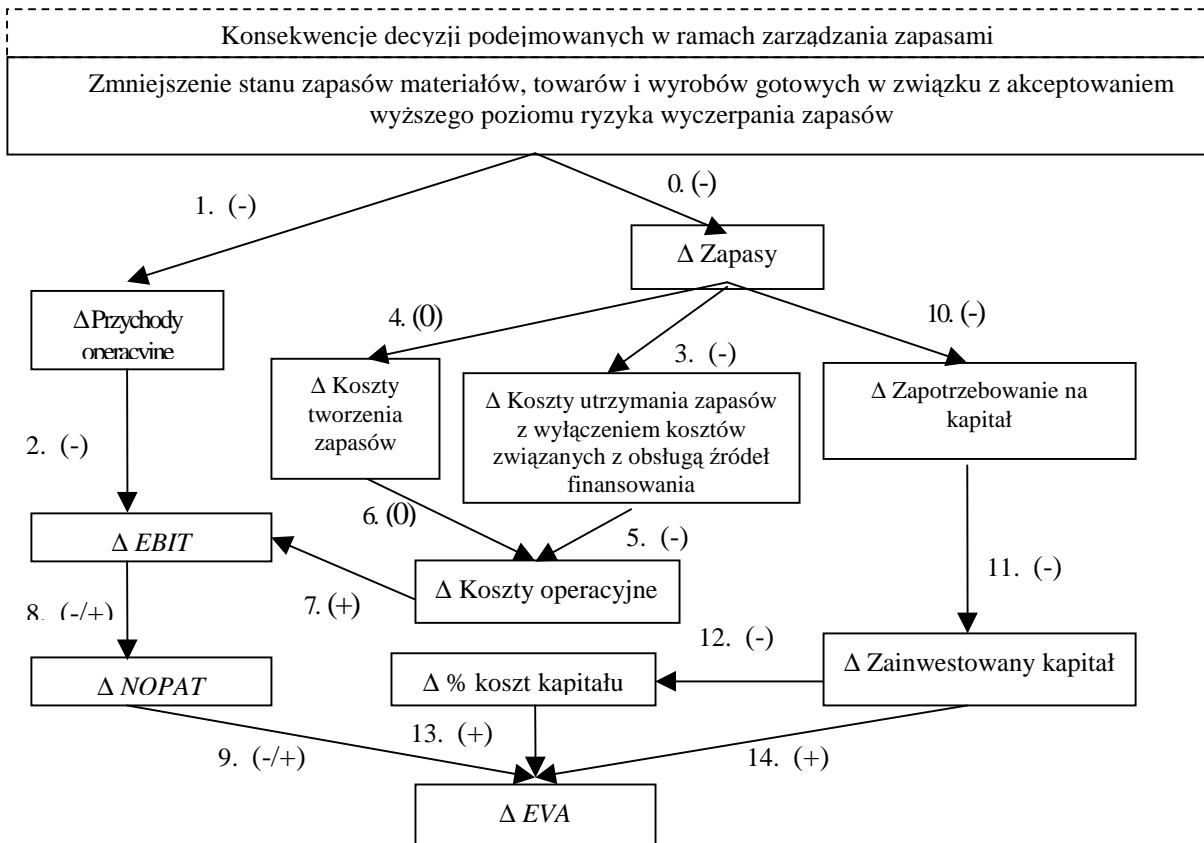 Konsekwencje decyzji podejmowanych w ramach zarządzania zapasami
Zmniejszenie stanu zapasów materiałów, towarów i wyrobów gotowych w związku z akceptowaniem
wyższego poziomu ryzyka wyczerpania zapasów
0. (-)
1. (-)
Δ Zapasy
Δ Przychody
operacyjne
4. (0)
3. (-)
10. (-)
Δ Koszty
tworzenia
zapasów
Δ Koszty utrzymania zapasów
z wyłączeniem kosztów
związanych z obsługą źródeł
finansowania
Δ Zapotrzebowanie na
kapitał
2. (-)
6. (0)
5. (-)
Δ EBIT
7. (+)
Δ Koszty operacyjne
11. (-)
8. (-/+)
12. (-)
Δ NOPAT
Δ % koszt kapitału
Δ Zainwestowany kapitał
9. (-/+)
13. (+)
14. (+)
Δ EVA